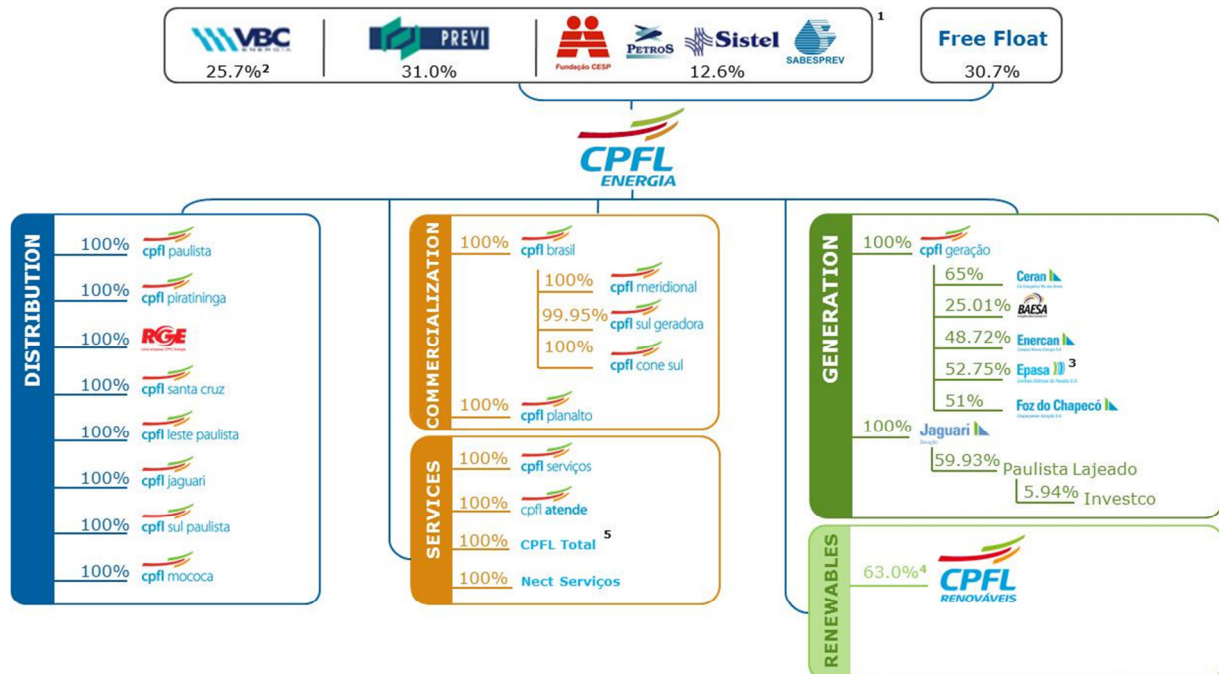 VBC
ENERGIA
25.7%²
PREVI
31.0%
Fundação CESP
PETROS
Sistel
SABESPREV
12.6%
1
Free Float
30.7%
CPFL
ENERGIA
DISTRIBUTION
100% cpfl paulista
100% cpfl piratininga
100% RGE
100% cpfl santa cruz
100% cpfl leste paulista
100% cpfl jaguari
100% cpfl sul paulista
100% cpfl mococa
COMMERCIALIZATION
100% cpfl brasil
100% cpfl meridional
99.95% cpfl sul geradora
100% cpfl cone sul
100% cpfl planalto
SERVICES
100% cpfl serviços
100% cpfl atende
100% CPFL Total 5
100% Nect Serviços
GENERATION
100% cpfl geração
65% Ceran
25.01% BAESA
48.72% Enercan
52.75% Epasa 3
51% Foz do Chapecó
100% Jaguari
59.93% Paulista Lajeado
5.94% Investco
RENEWABLES
63.0%⁴ CPFL
RENOVÁVEIS